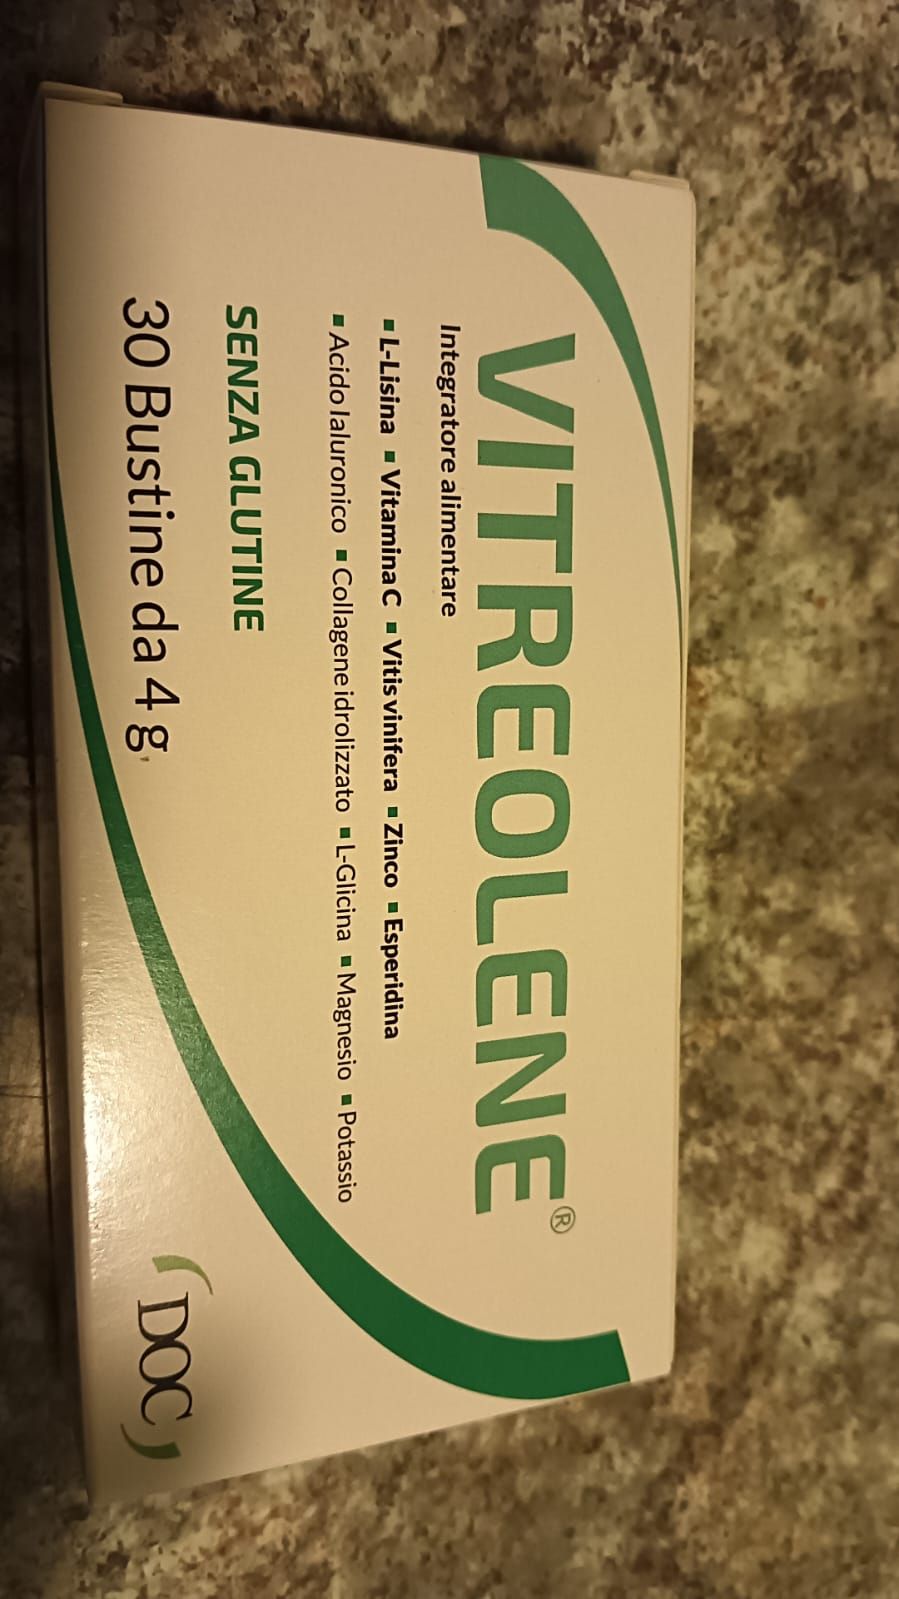 VITREOLENE®
Integratore alimentare
▪ L-Lisina ▪ Vitamina C ▪ Vitis vinifera ▪ Zinco ▪ Esperidina
▪ Acido Ialuronico ▪ Collagene idrolizzato ▪ L-Glicina ▪ Magnesio ▪ Potassio
SENZA GLUTINE
30 Bustine da 4 g
DOC